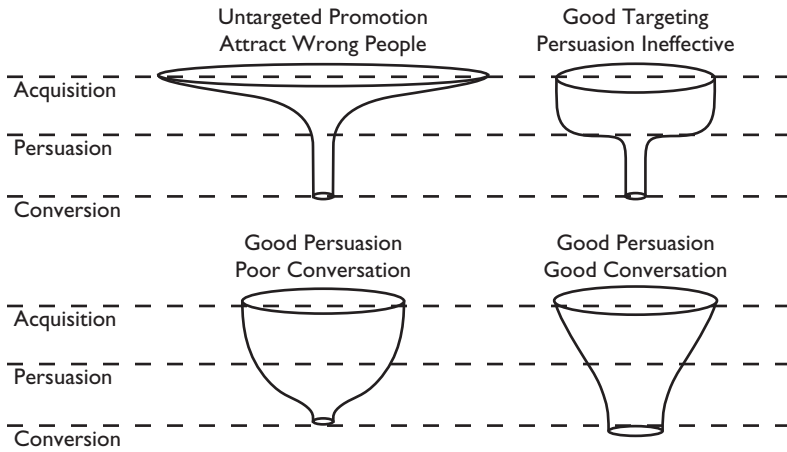 Untargeted Promotion
Attract Wrong People
Good Targeting
Persuasion Ineffective
Acquisition
Persuasion
Conversion
Good Persuasion
Poor Conversation
Good Persuasion
Good Conversation
Acquisition
Persuasion
Conversion